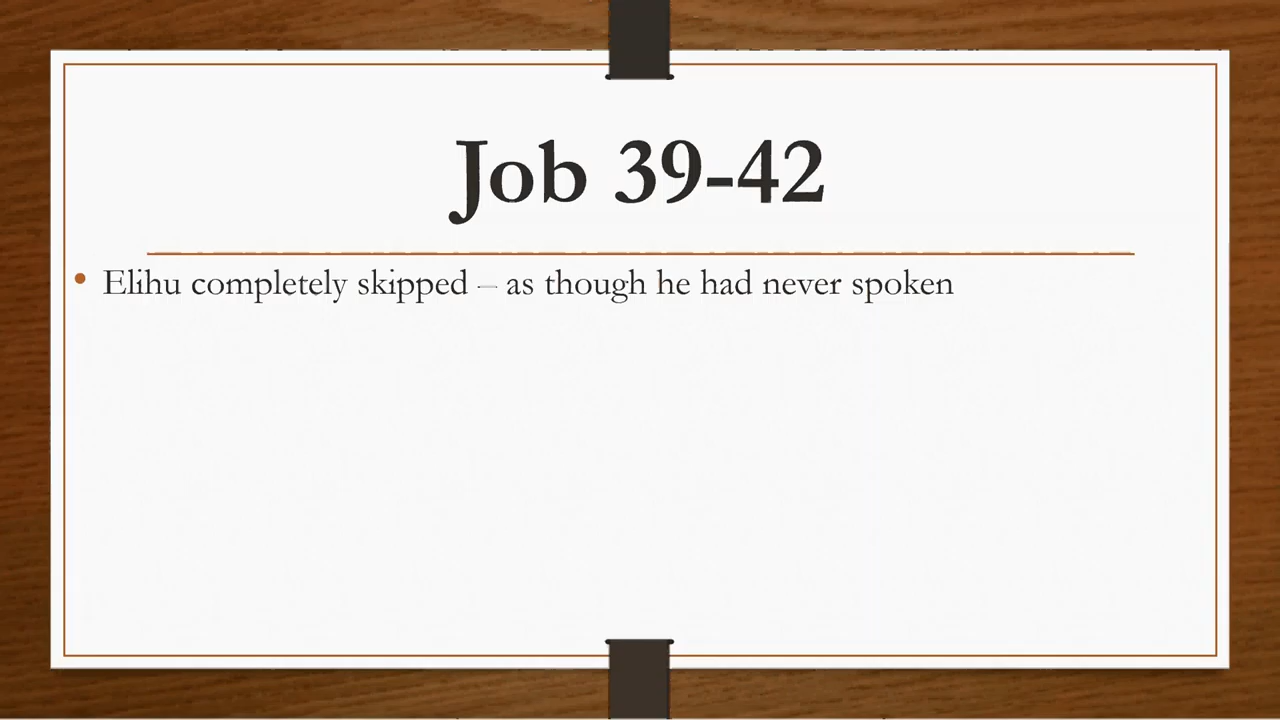 Job 39-42
• Elihu completely skipped – as though he had never spoken